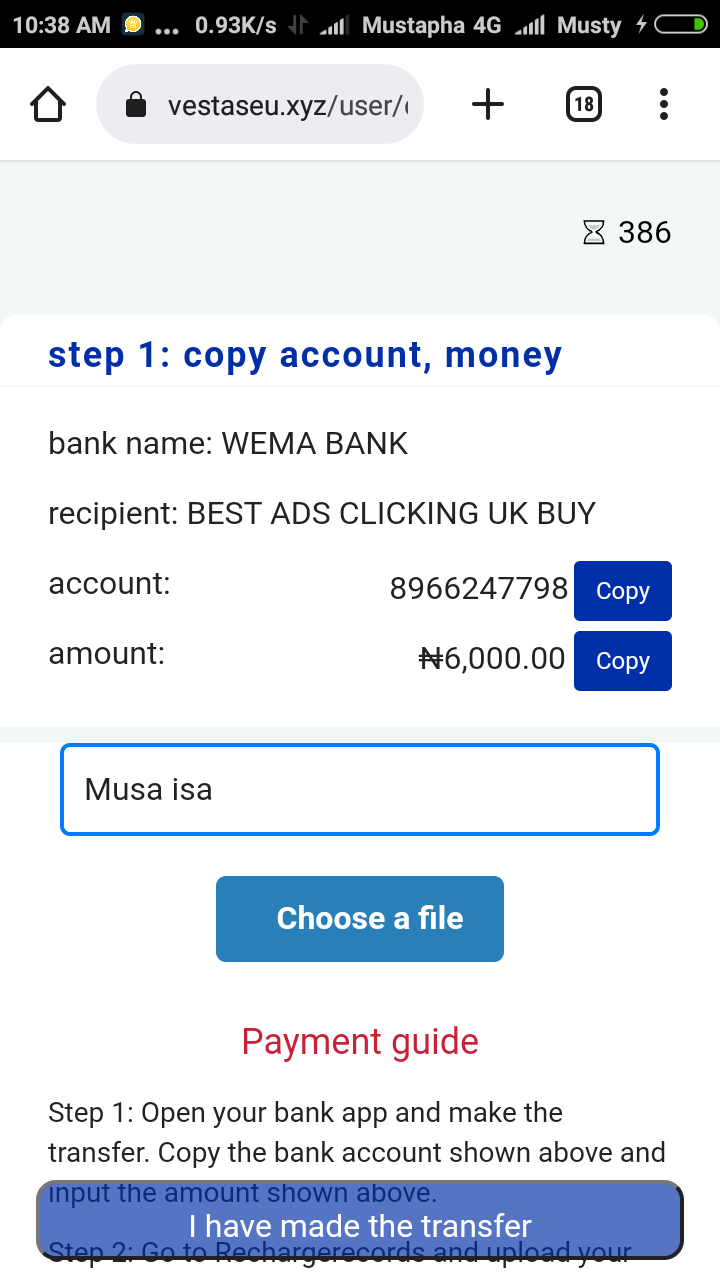 10:38 AM ... 0.93K/s Mustapha 4G Musty
vestaseu.xyz/user/
18
386
step 1: copy account, money
bank name: WEMA BANK
recipient: BEST ADS CLICKING UK BUY
account: 8966247798 Copy
amount: ₦6,000.00 Copy
Musa isa
Choose a file
Payment guide
Step 1: Open your bank app and make the
transfer. Copy the bank account shown above and
input the amount shown above.
I have made the transfer
Step 2: Go to Rechargerecords and upload your